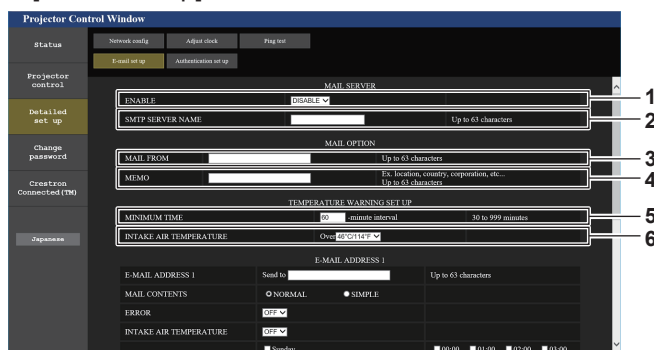 Projector Control Window
Status
Network config
Adjust clock
Ping test
E-mail set up
Authentication set up
Projector control
Detailed set up
Change password
Crestron Connected(TM)
Japanese
MAIL SERVER
ENABLE DISABLE 1
SMTP SERVER NAME Up to 63 characters 2
MAIL OPTION
MAIL FROM Up to 63 characters 3
MEMO Ex. location, country, corporation, etc... 4
Up to 63 characters
TEMPERATURE WARNING SET UP
MINIMUM TIME 60 -minute interval 30 to 999 minutes 5
INTAKE AIR TEMPERATURE Over 46°C/114°F 6
E-MAIL ADDRESS 1
E-MAIL ADDRESS 1 Send to Up to 63 characters
MAIL CONTENTS NORMAL SIMPLE
ERROR OFF
INTAKE AIR TEMPERATURE OFF
Sunday 00:00 01:00 02:00 03:00